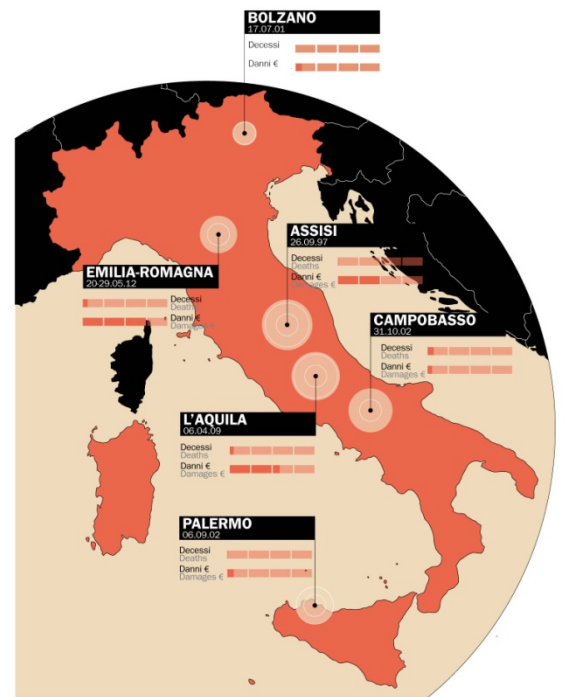 BOLZANO
17.07.01
Decessi
Danni €
ASSISI
26.09.97
Decessi
Deaths
Danni €
Damages €
EMILIA-ROMAGNA
20-29.05.12
Decessi
Death
Danni €
Damages €
CAMPOBASSO
31.10.02
Decessi
Deaths
Danni €
Damages €
L'AQUILA
06.04.09
Decessi
Deaths
Danni €
Damages €
PALERMO
06.09.02
Decessi
Deaths
Danni €
Damages €